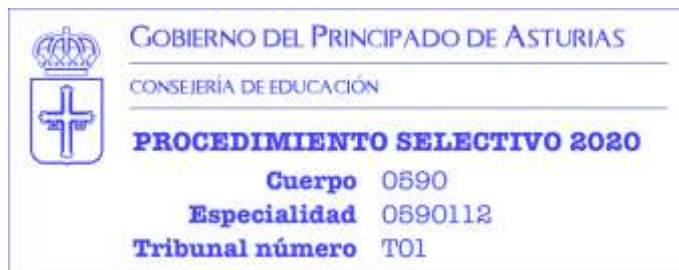 GOBIERNO DEL PRINCIPADO DE ASTURIAS
CONSEJERÍA DE EDUCACIÓN
PROCEDIMIENTO SELECTIVO 2020
Cuerpo 0590
Especialidad 0590112
Tribunal número T01